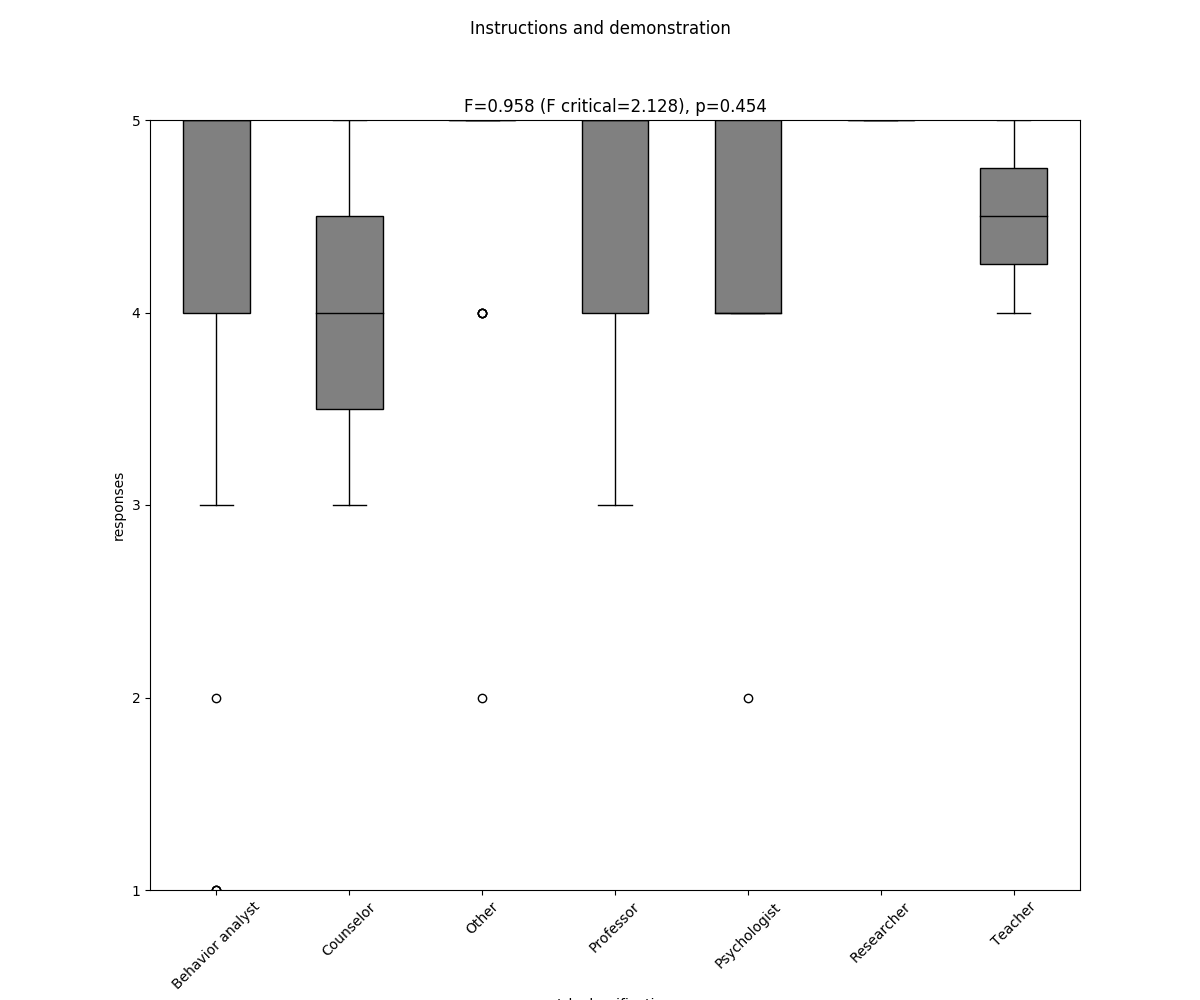 Instructions and demonstration
F=0.958 (F critical=2.128), p=0.454
5
4
3
2
1
responses
Behavior analyst
Counselor
Other
Professor
Psychologist
Researcher
Teacher